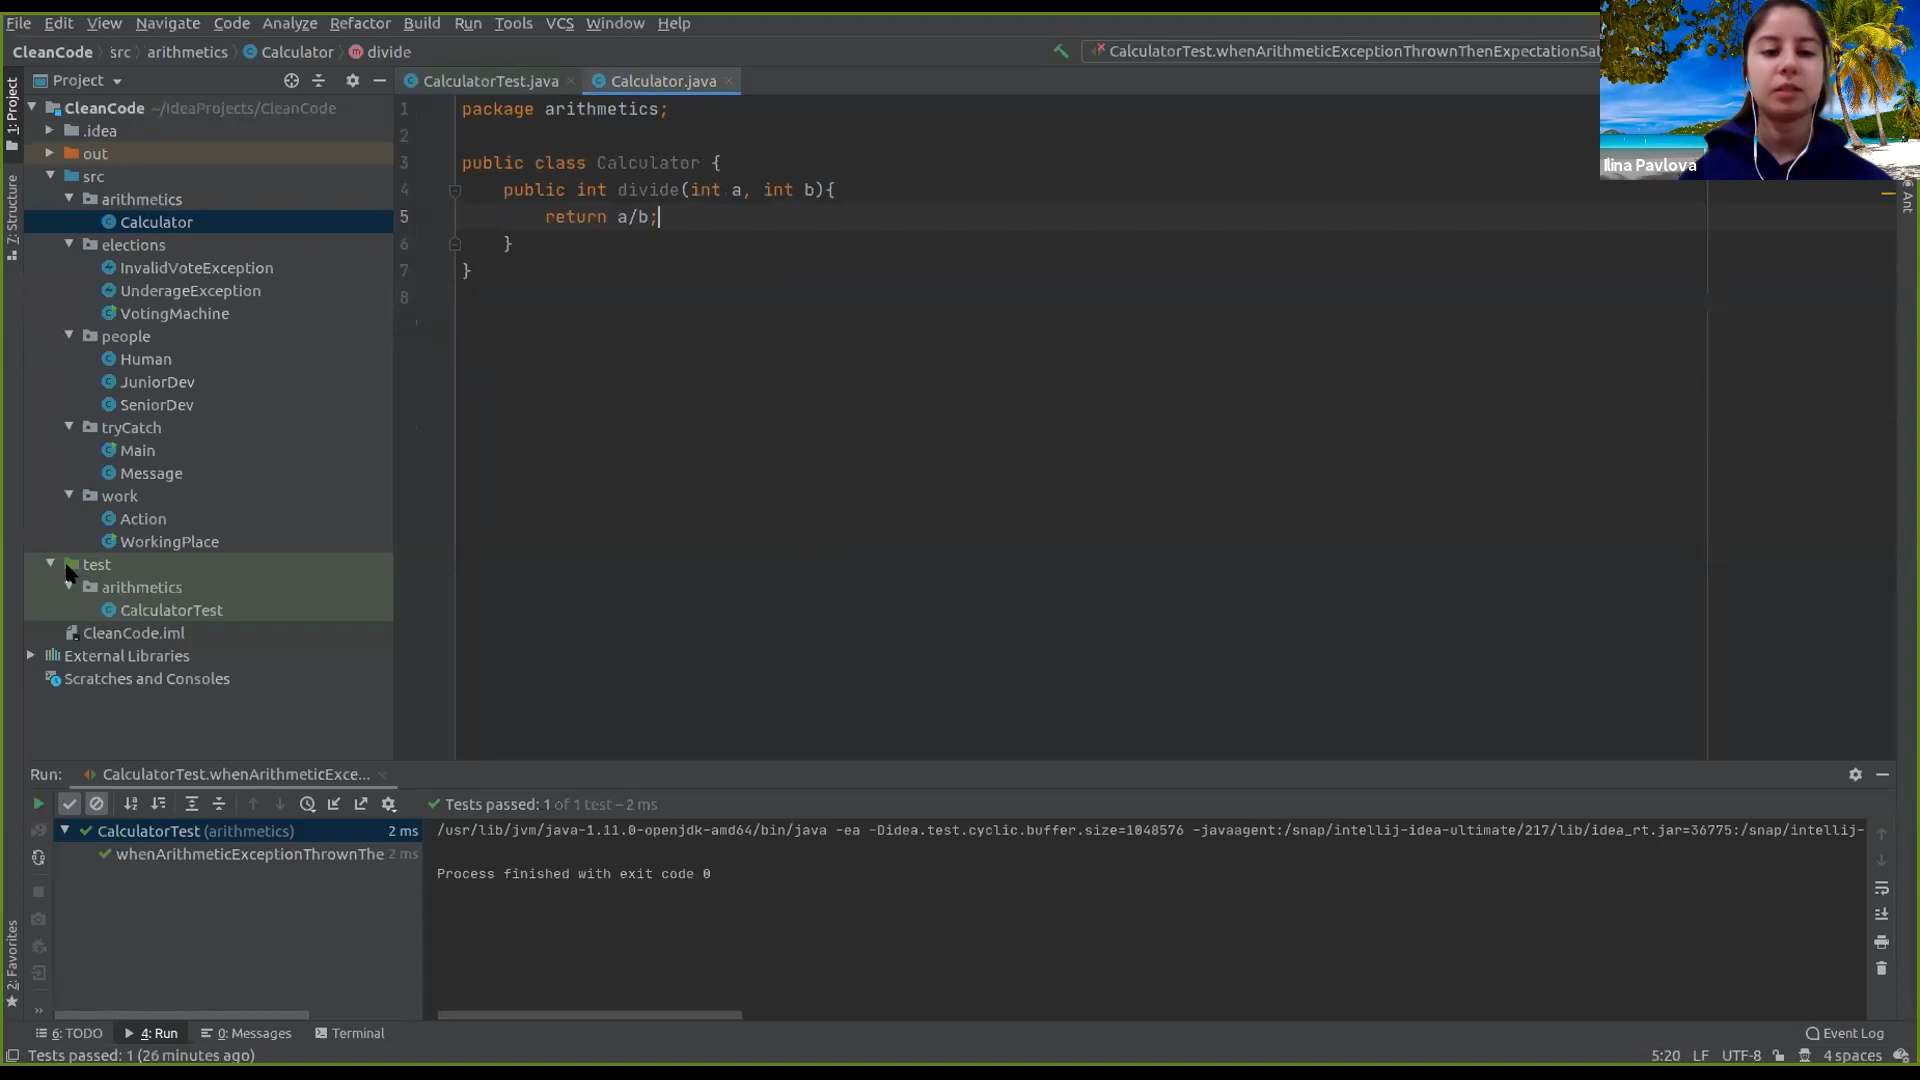 File Edit View Navigate Code Analyze Refactor Build Run Tools VCS Window Help
CleanCode src arithmetics Calculator divide
CalculatorTest.whenArithmeticExceptionThrownThenExpectationSat
Ilina Pavlova
1: Project
7: Structure
2: Favorites
Ant
Project
CleanCode ~/IdeaProjects/CleanCode
.idea
out
src
arithmetics
Calculator
elections
InvalidVoteException
UnderageException
VotingMachine
people
Human
JuniorDev
SeniorDev
tryCatch
Main
Message
work
Action
WorkingPlace
test
arithmetics
CalculatorTest
CleanCode.iml
External Libraries
Scratches and Consoles
CalculatorTest.java Calculator.java
1 package arithmetics;
2
3 public class Calculator {
4 public int divide(int a, int b){
5 return a/b;
6 }
7 }
8
Run: CalculatorTest.whenArithmeticExce...
Tests passed: 1 of 1 test – 2 ms
CalculatorTest (arithmetics) 2 ms
whenArithmeticExceptionThrownThe 2 ms
/usr/lib/jvm/java-1.11.0-openjdk-amd64/bin/java -ea -Didea.test.cyclic.buffer.size=1048576 -javaagent:/snap/intellij-idea-ultimate/217/lib/idea_rt.jar=36775:/snap/intellij-
Process finished with exit code 0
6: TODO 4: Run 0: Messages Terminal Event Log
Tests passed: 1 (26 minutes ago) 5:20 LF UTF-8 4 spaces